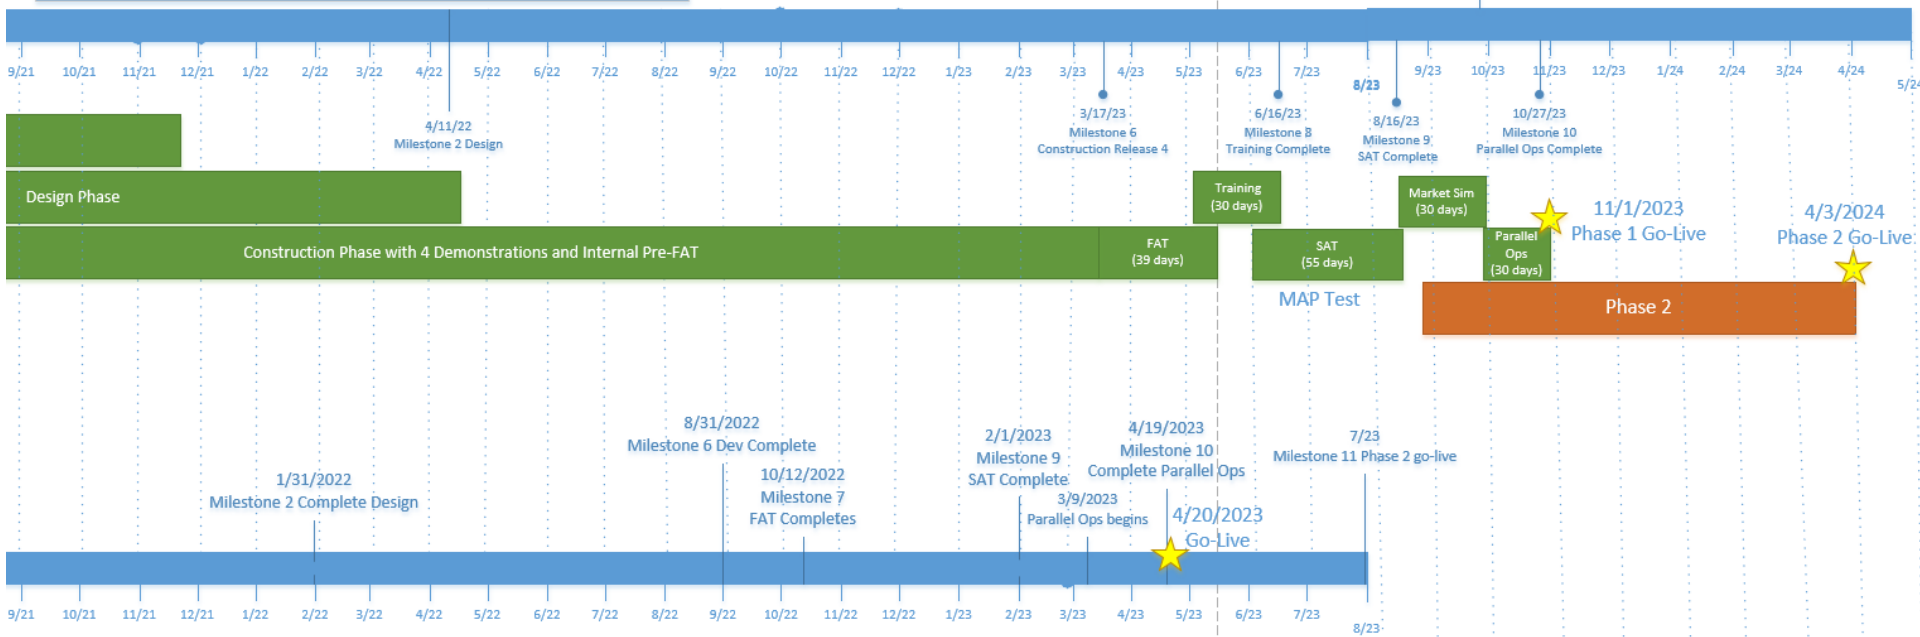 9/21 10/21 11/21 12/21 1/22 2/22 3/22 4/22 5/22 6/22 7/22 8/22 9/22 10/22 11/22 12/22 1/23 2/23 3/23 4/23 5/23 6/23 7/23 8/23 9/23 10/23 11/23 12/23 1/24 2/24 3/24 4/24 5/24
4/11/22
Milestone 2 Design
3/17/23
Milestone 6
Construction Release 4
6/16/23
Milestone 8
Training Complete
8/16/23
Milestone 9
SAT Complete
10/27/23
Milestone 10
Parallel Ops Complete
Design Phase
Training
(30 days)
Market Sim
(30 days)
11/1/2023
Phase 1 Go-Live
4/3/2024
Phase 2 Go-Live
Construction Phase with 4 Demonstrations and Internal Pre-FAT
FAT
(39 days)
SAT
(55 days)
Parallel
Ops
(30 days)
MAP Test
Phase 2
1/31/2022
Milestone 2 Complete Design
8/31/2022
Milestone 6 Dev Complete
10/12/2022
Milestone 7
FAT Completes
2/1/2023
Milestone 9
SAT Complete
3/9/2023
Parallel Ops begins
4/19/2023
Milestone 10
Complete Parallel Ops
4/20/2023
Go-Live
7/23
Milestone 11 Phase 2 go-live
9/21 10/21 11/21 12/21 1/22 2/22 3/22 4/22 5/22 6/22 7/22 8/22 9/22 10/22 11/22 12/22 1/23 2/23 3/23 4/23 5/23 6/23 7/23 8/23